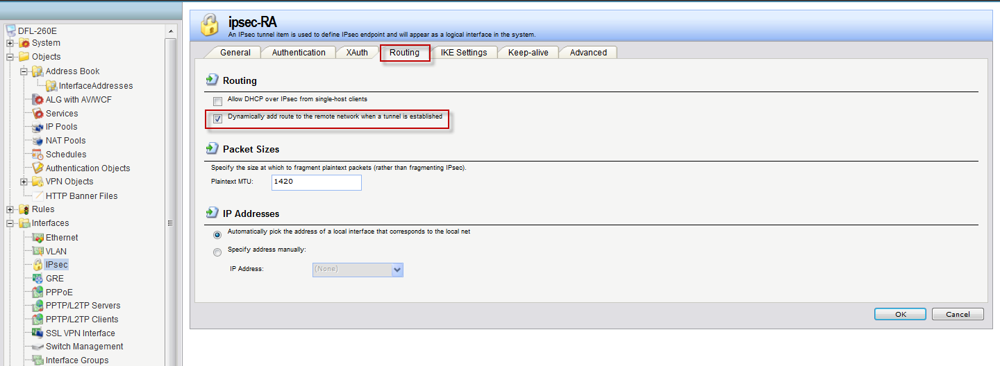 DFL-260E
System
Objects
Address Book
InterfaceAddresses
ALG with AV/WCF
Services
IP Pools
NAT Pools
Schedules
Authentication Objects
VPN Objects
HTTP Banner Files
Rules
Interfaces
Ethernet
VLAN
IPsec
GRE
PPPoE
PPTP/L2TP Servers
PPTP/L2TP Clients
SSL VPN Interface
Switch Management
Interface Groups
ipsec-RA
An IPsec tunnel item is used to define IPsec endpoint and will appear as a logical interface in the system.
General Authentication XAuth Routing IKE Settings Keep-alive Advanced
Routing
Allow DHCP over IPsec from single-host clients
Dynamically add route to the remote network when a tunnel is established
Packet Sizes
Specify the size at which to fragment plaintext packets (rather than fragmenting IPsec).
Plaintext MTU: 1420
IP Addresses
Automatically pick the address of a local interface that corresponds to the local net
Specify address manually:
IP Address: (None)
OK Cancel